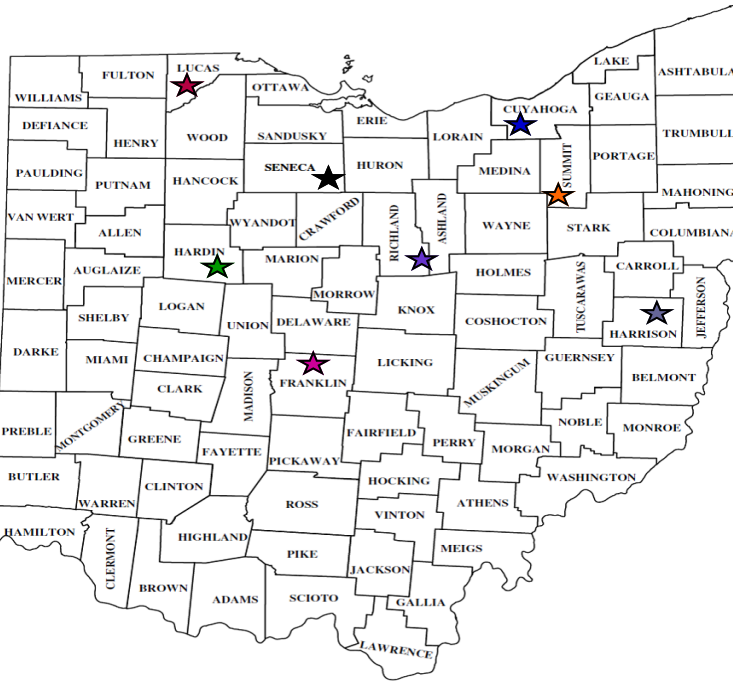 LAKE
LUCAS
FULTON
ASHTABULA
OTTAWA
GEAUGA
WILLIAMS
CUYAHOGA
ERIE
DEFIANCE
TRUMBULL
SANDUSKY
LORAIN
WOOD
HENRY
PORTAGE
SUMMIT
HURON
SENECA
MEDINA
PAULDING
HANCOCK
PUTNAM
MAHONING
VAN WERT
CRAWFORD
ASHLAND
WYANDOT
WAYNE
STARK
ALLEN
COLUMBIANA
RICHLAND
HARDIN
MARION
CARROLL
AUGLAIZE
HOLMES
MERCER
MORROW
TUSCARAWAS
JEFFERSON
LOGAN
KNOX
SHELBY
DELAWARE
COSHOCTON
UNION
HARRISON
DARKE
MIAMI
CHAMPAIGN
GUERNSEY
LICKING
BELMONT
FRANKLIN
MUSKINGUM
CLARK
MADISON
NOBLE
MONTGOMERY
MONROE
PREBLE
FAIRFIELD
GREENE
PERRY
MORGAN
FAYETTE
PICKAWAY
BUTLER
WASHINGTON
HOCKING
CLINTON
WARREN
ROSS
ATHENS
VINTON
HAMILTON
HIGHLAND
MEIGS
PIKE
CLERMONT
JACKSON
BROWN
SCIOTO
ADAMS
GALLIA
LAWRENCE